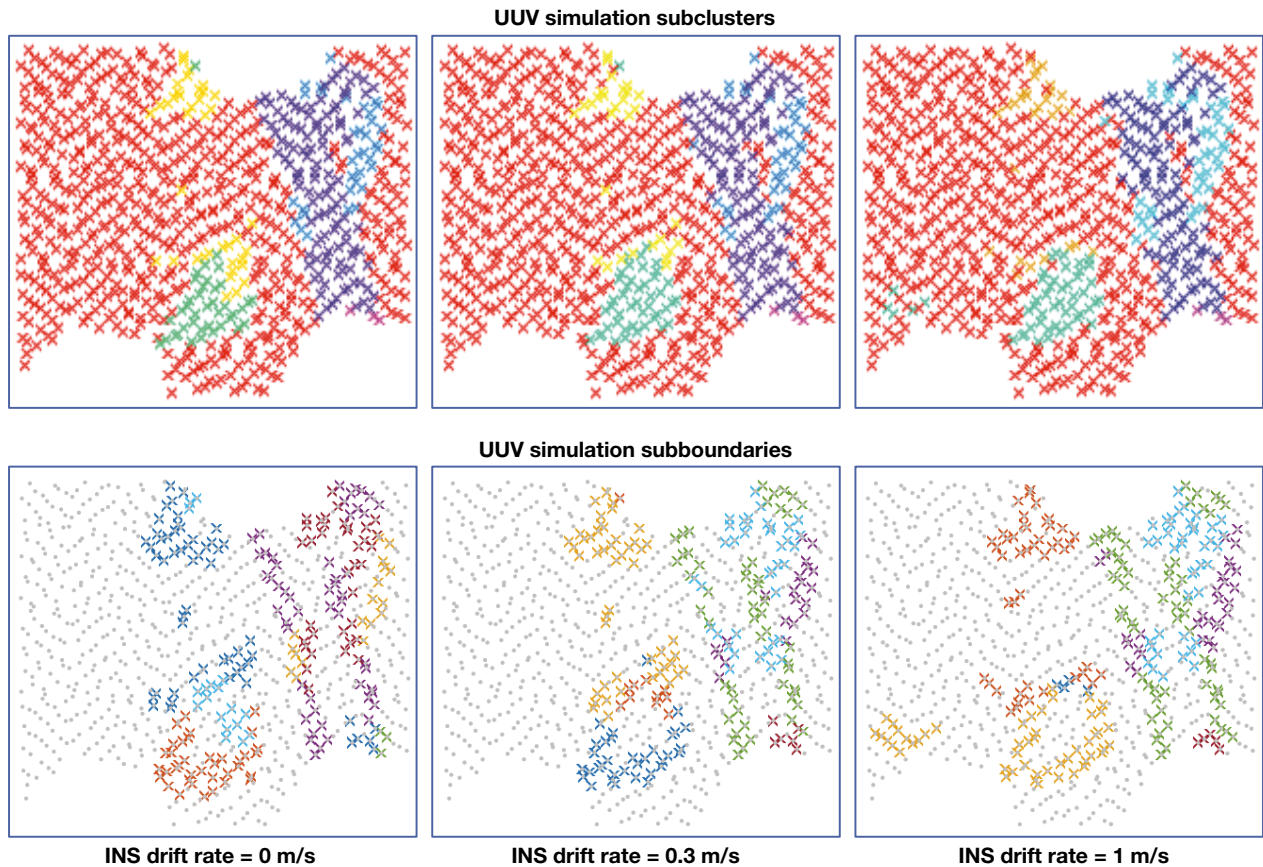 UUV simulation subclusters
UUV simulation subboundaries
INS drift rate = 0 m/s
INS drift rate = 0.3 m/s
INS drift rate = 1 m/s